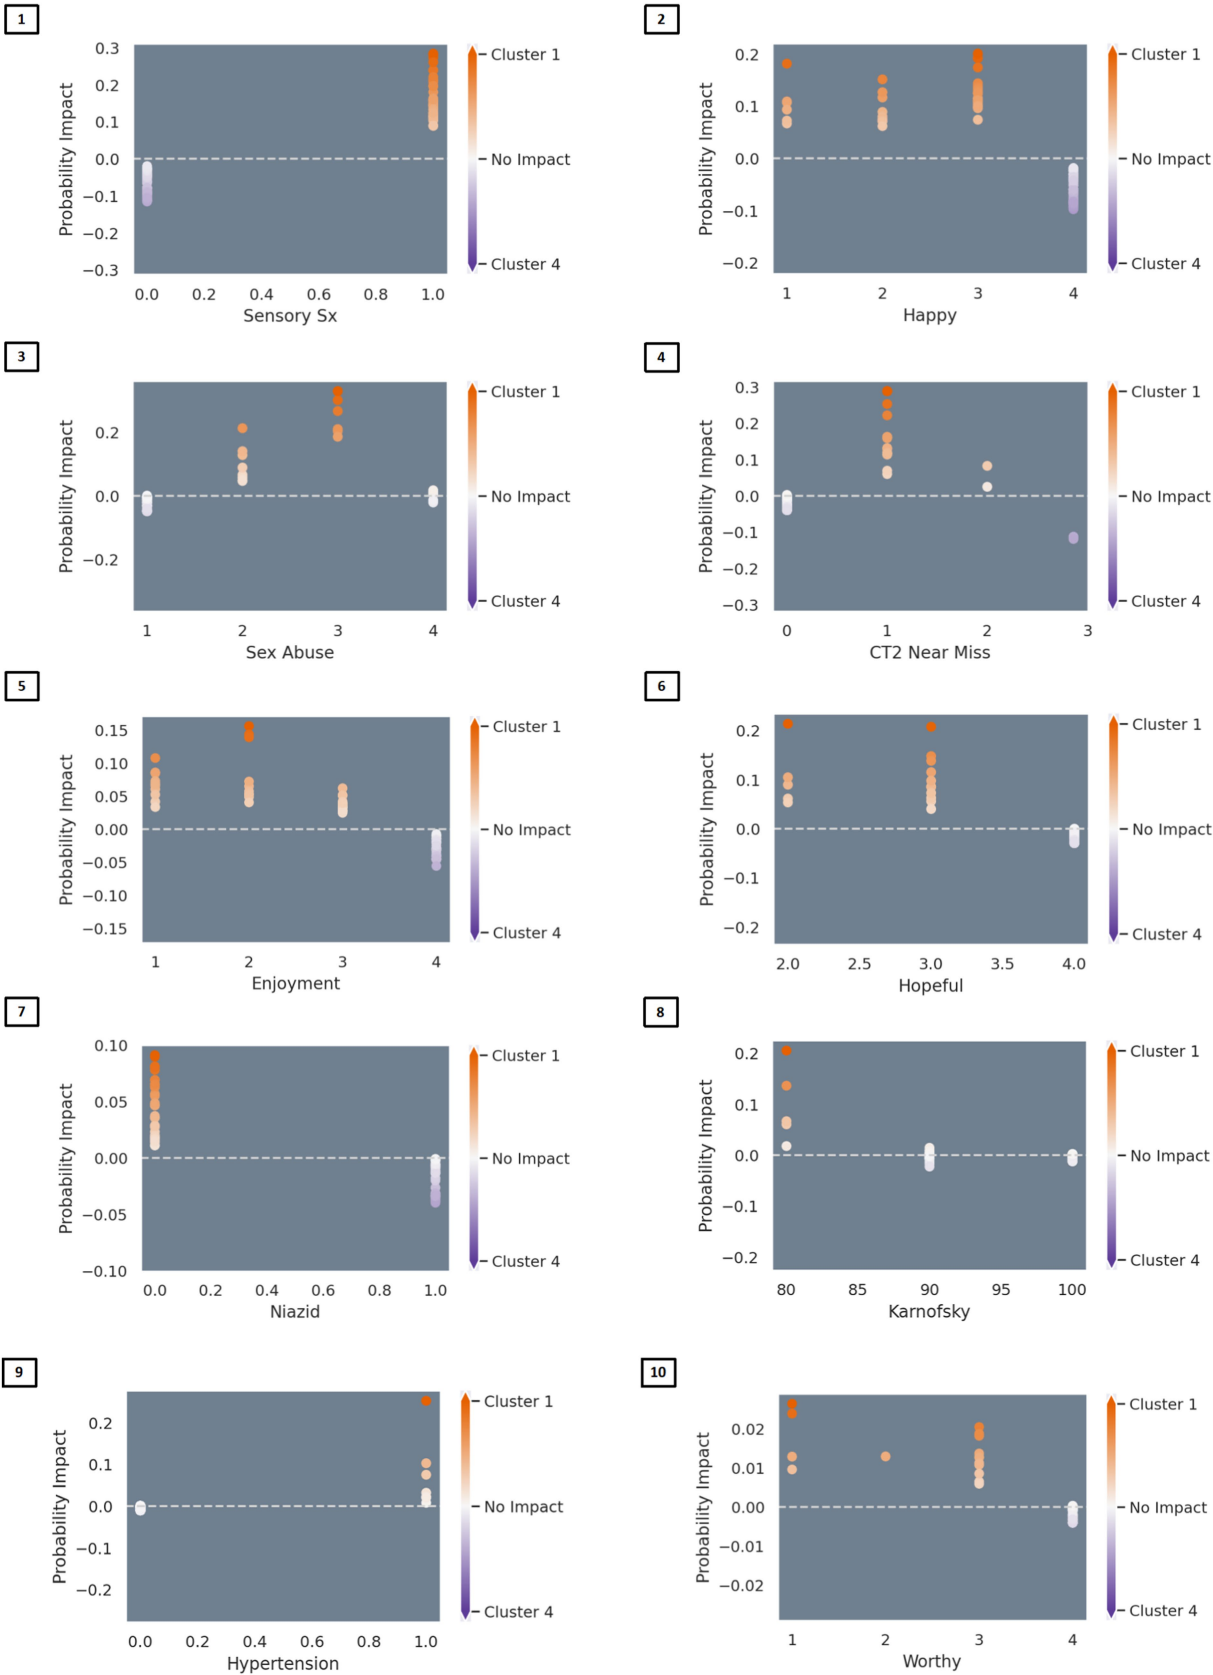 1
0.3
0.2
0.1
0.0
−0.1
−0.2
−0.3
Probability Impact
0.0 0.2 0.4 0.6 0.8 1.0
Sensory Sx
Cluster 1
No Impact
Cluster 4
2
0.2
0.1
0.0
−0.1
−0.2
Probability Impact
1 2 3 4
Happy
Cluster 1
No Impact
Cluster 4
3
0.2
0.0
−0.2
Probability Impact
1 2 3 4
Sex Abuse
Cluster 1
No Impact
Cluster 4
4
0.3
0.2
0.1
0.0
−0.1
−0.2
−0.3
Probability Impact
0 1 2 3
CT2 Near Miss
Cluster 1
No Impact
Cluster 4
5
0.15
0.10
0.05
0.00
−0.05
−0.10
−0.15
Probability Impact
1 2 3 4
Enjoyment
Cluster 1
No Impact
Cluster 4
6
0.2
0.1
0.0
−0.1
−0.2
Probability Impact
2.0 2.5 3.0 3.5 4.0
Hopeful
Cluster 1
No Impact
Cluster 4
7
0.10
0.05
0.00
−0.05
−0.10
Probability Impact
0.0 0.2 0.4 0.6 0.8 1.0
Niazid
Cluster 1
No Impact
Cluster 4
8
0.2
0.1
0.0
−0.1
−0.2
Probability Impact
80 85 90 95 100
Karnofsky
Cluster 1
No Impact
Cluster 4
9
0.2
0.1
0.0
−0.1
−0.2
Probability Impact
0.0 0.2 0.4 0.6 0.8 1.0
Hypertension
Cluster 1
No Impact
Cluster 4
10
0.02
0.01
0.00
−0.01
−0.02
Probability Impact
1 2 3 4
Worthy
Cluster 1
No Impact
Cluster 4